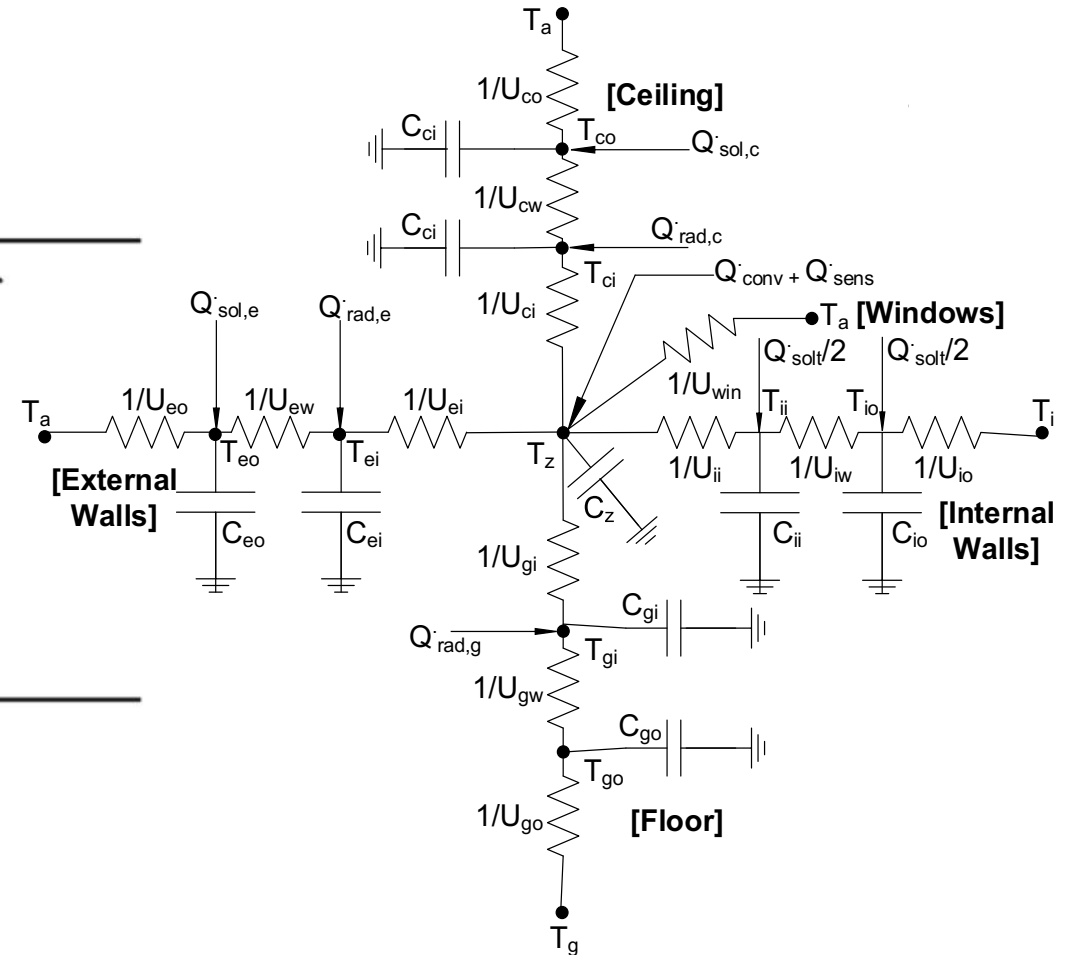 Ta
1/Uco
[Ceiling]
Cci
Tco
Q̇sol,c
1/Ucw
Cci
Q̇rad,c
Tci
Q̇conv + Q̇sens
1/Uci
Q̇sol,e
Q̇rad,e
Ta [Windows]
Q̇solt/2
Q̇solt/2
1/Uwin
1/Ueo
1/Uew
1/Uei
Ta
Tii
Tio
Ti
Teo
Tei
Tz
1/Uii
1/Uiw
1/Uio
[External
Walls]
Cz
Ceo
Cei
Cii
Cio
[Internal
Walls]
1/Ugi
Cgi
Q̇rad,g
Tgi
1/Ugw
Cgo
Tgo
1/Ugo
[Floor]
Tg